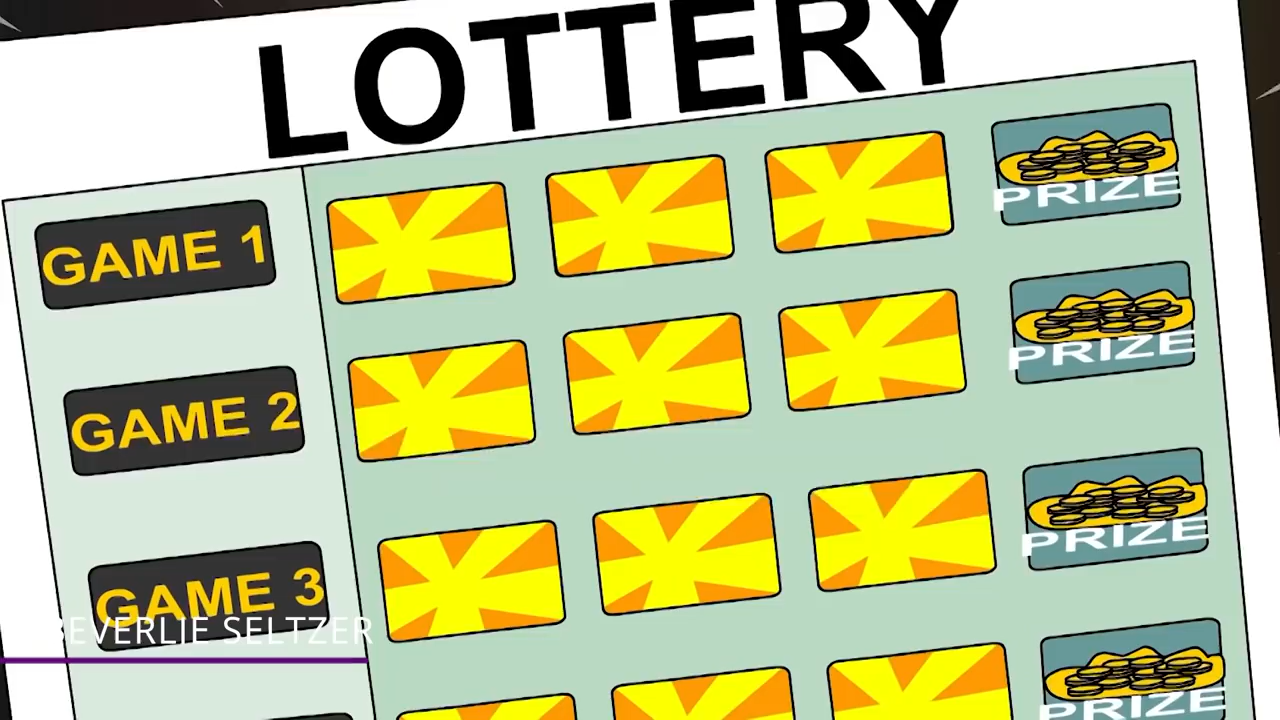 LOTTERY
GAME 1
PRIZE
GAME 2
PRIZE
GAME 3
PRIZE
BEVERLIE SELTZER
PRIZE